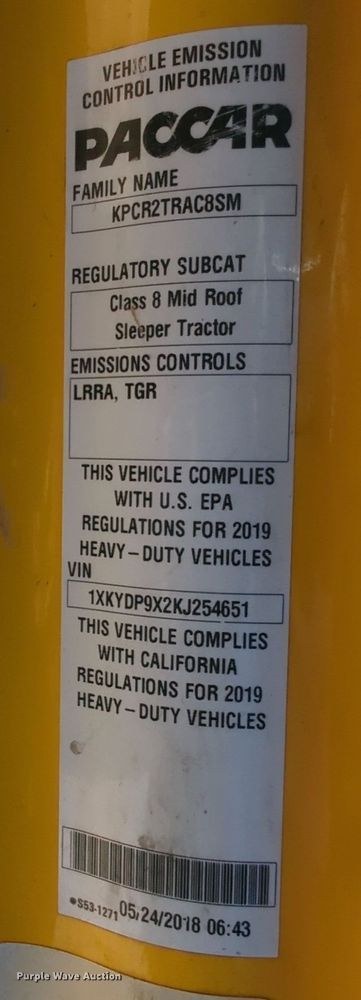 VEHICLE EMISSION
CONTROL INFORMATION
PACCAR
FAMILY NAME
KPCR2TRAC8SM
REGULATORY SUBCAT
Class 8 Mid Roof
Sleeper Tractor
EMISSIONS CONTROLS
LRRA, TGR
THIS VEHICLE COMPLIES
WITH U.S. EPA
REGULATIONS FOR 2019
HEAVY-DUTY VEHICLES
VIN
1XKYDP9X2KJ254651
THIS VEHICLE COMPLIES
WITH CALIFORNIA
REGULATIONS FOR 2019
HEAVY-DUTY VEHICLES
S53-1271 05/24/2018 06:43
Purple Wave Auction